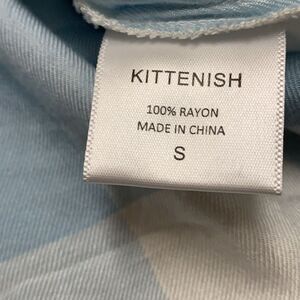 KITTENISH
100% RAYON
MADE IN CHINA
S